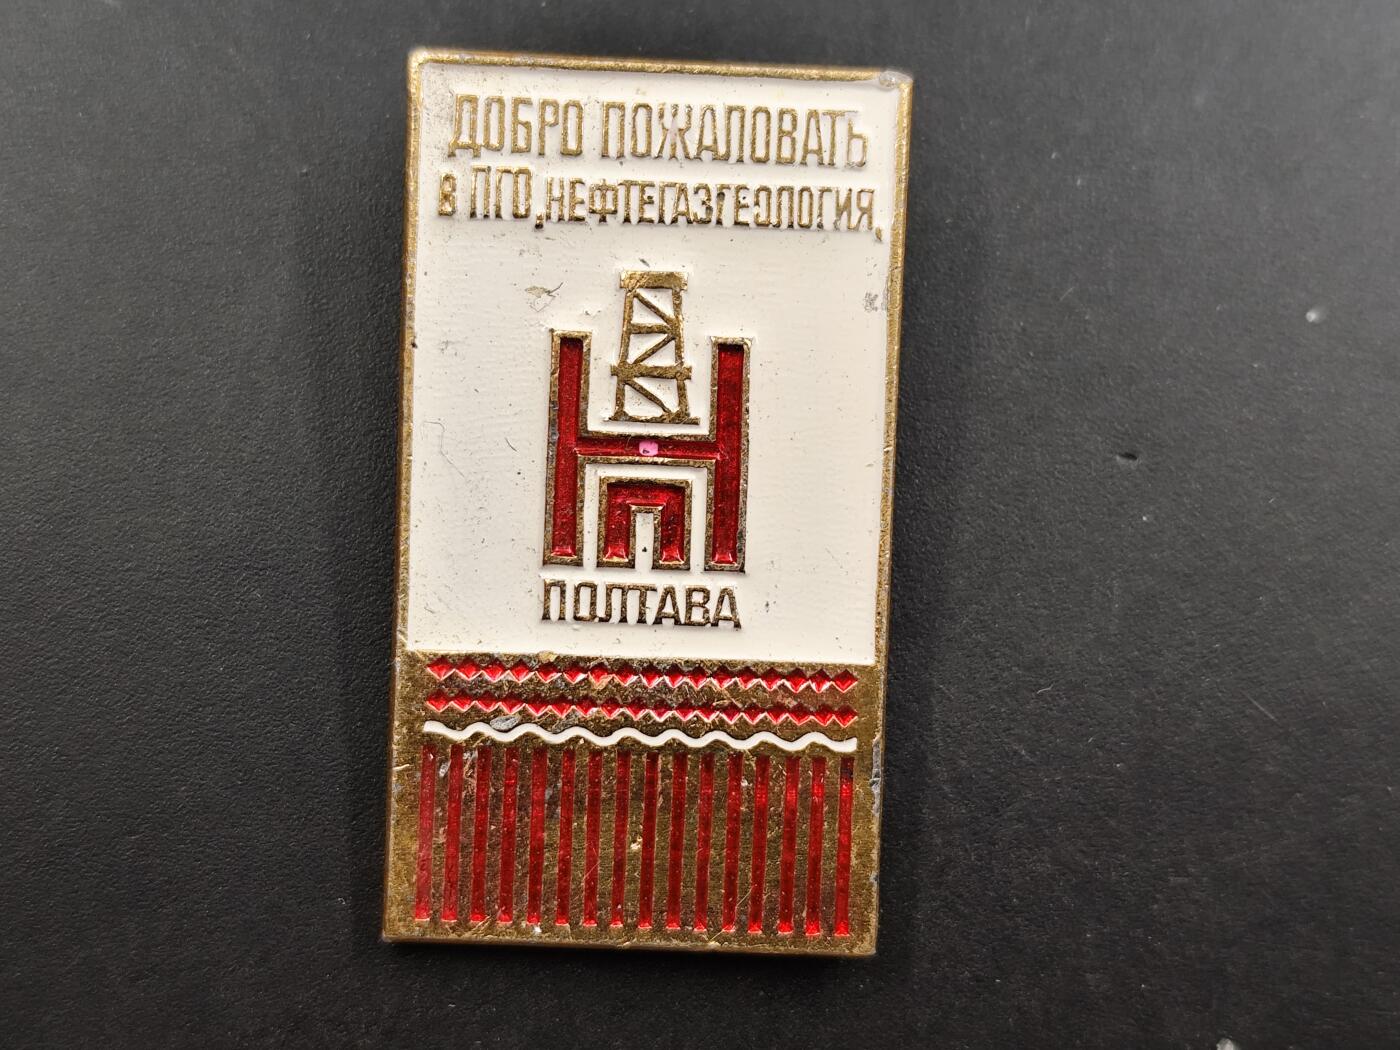 ДОБРО ПОЖАЛОВАТЬ
В ПГО „НЕФТЕГАЗГЕОЛОГИЯ„
Н П
ПОЛТАВА